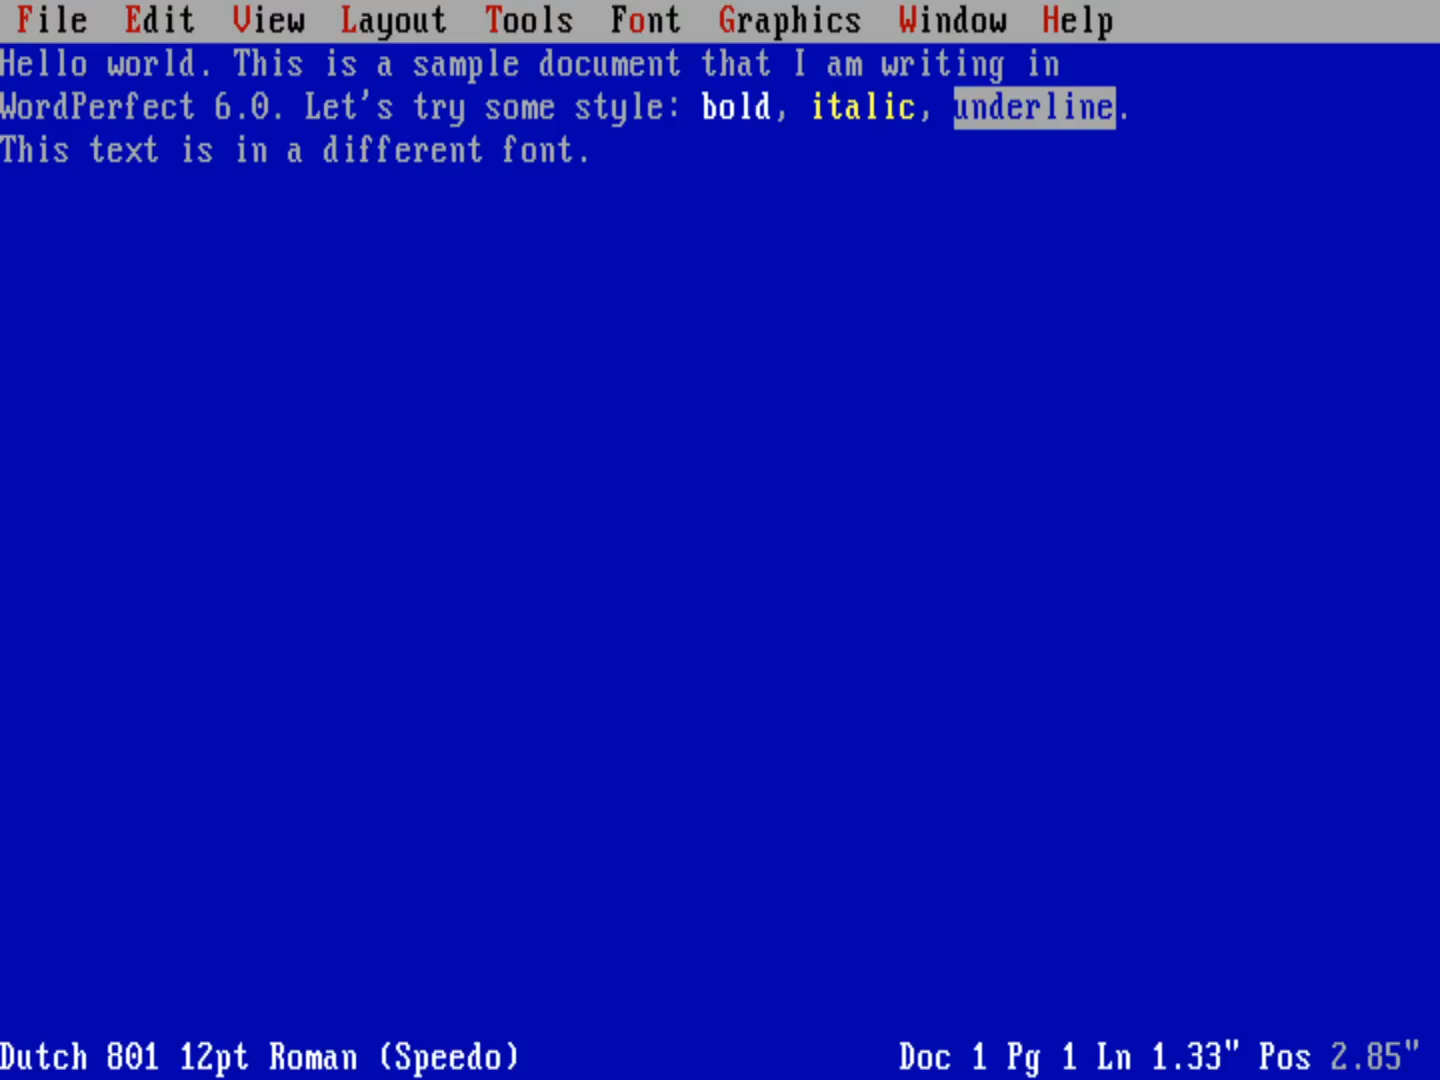 File Edit View Layout Tools Font Graphics Window Help
Hello world. This is a sample document that I am writing in
WordPerfect 6.0. Let's try some style: bold, italic, underline.
This text is in a different font.
Dutch 801 12pt Roman (Speedo) Doc 1 Pg 1 Ln 1.33" Pos 2.85"